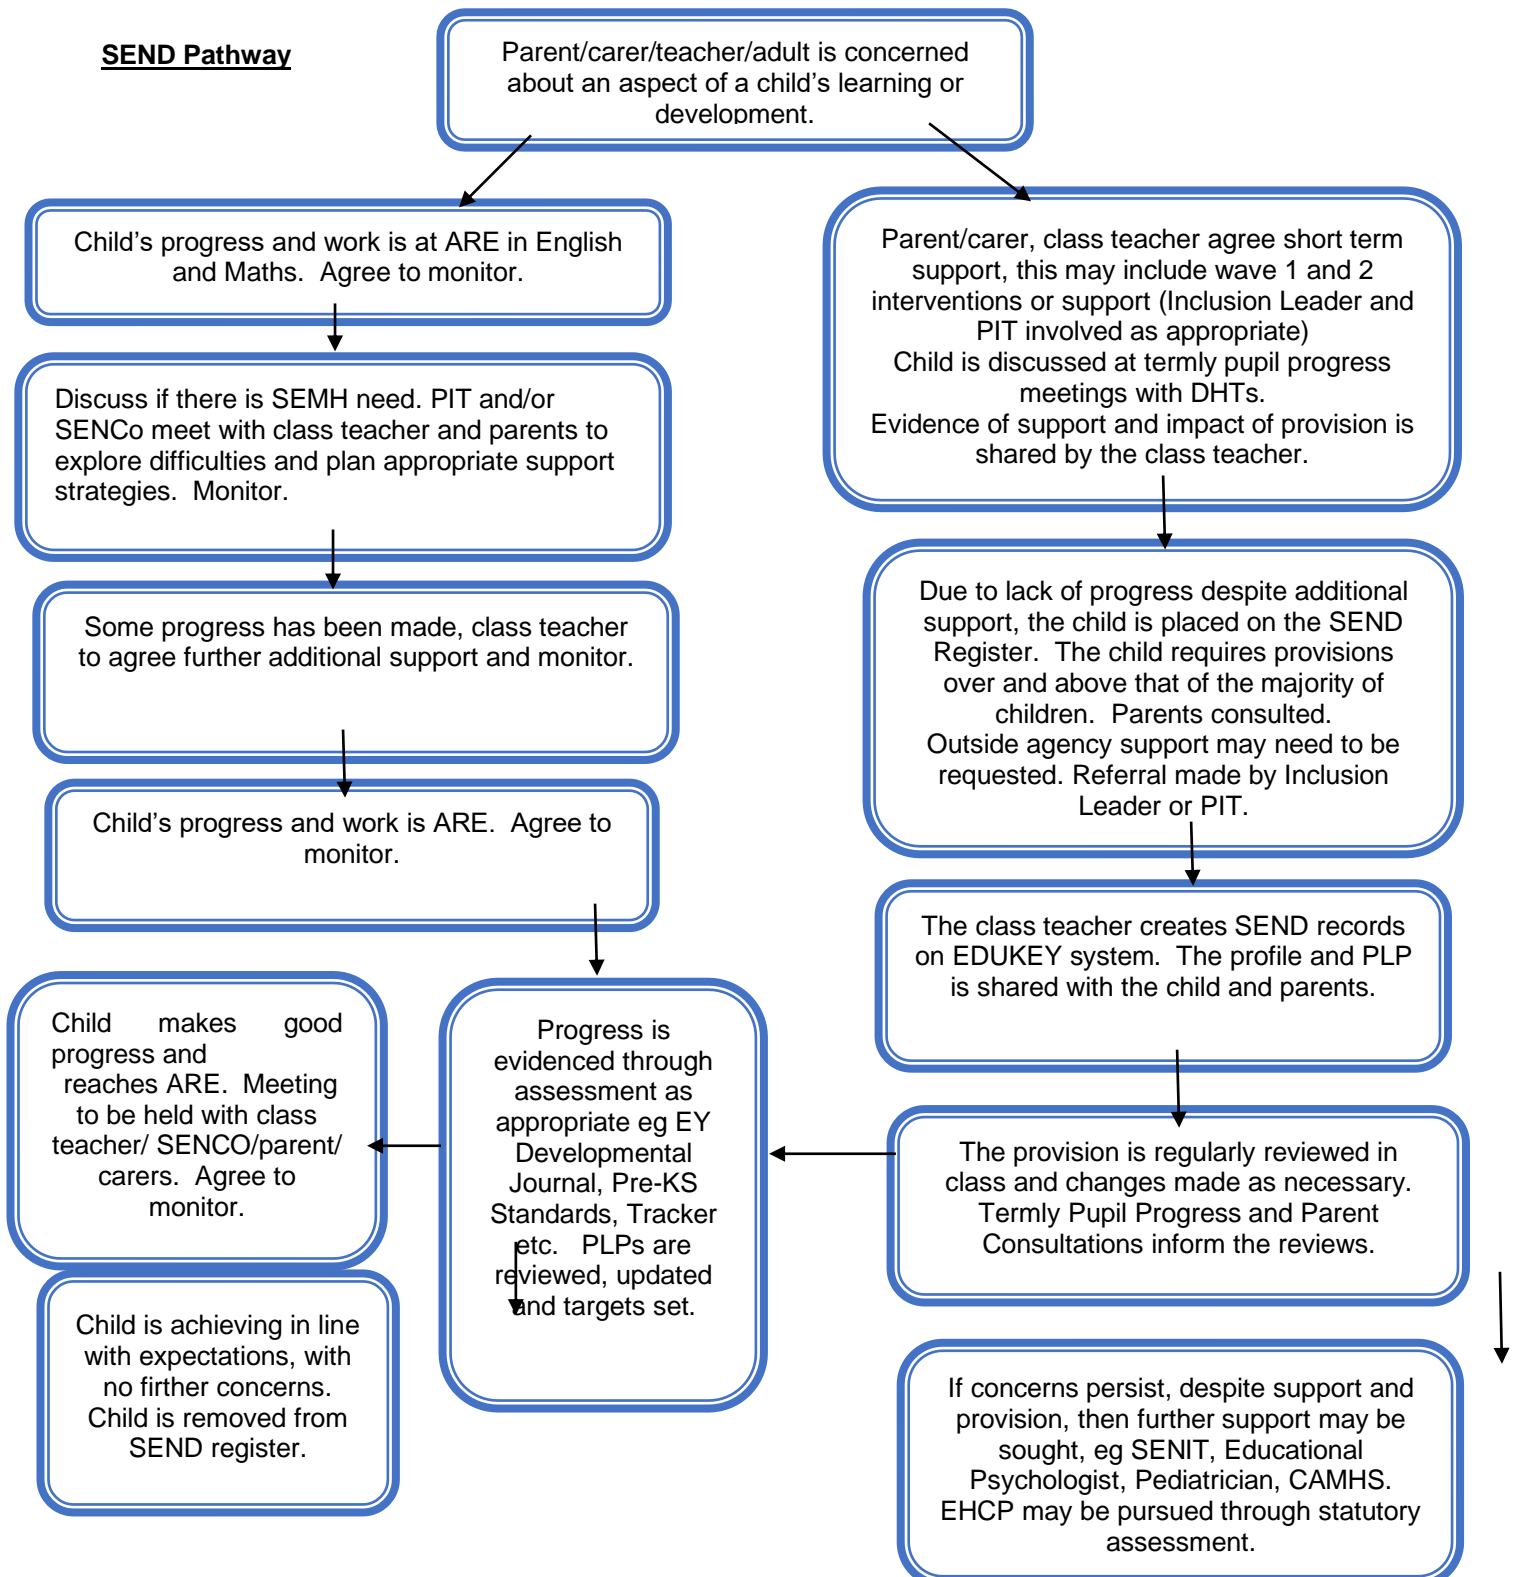 SEND Pathway
Parent/carer/teacher/adult is concerned
about an aspect of a child’s learning or
development.
Child’s progress and work is at ARE in English
and Maths.  Agree to monitor.
Discuss if there is SEMH need. PIT and/or
SENCo meet with class teacher and parents to
explore difficulties and plan appropriate support
strategies.  Monitor.
Some progress has been made, class teacher
to agree further additional support and monitor.
Child’s progress and work is ARE.  Agree to
monitor.
Parent/carer, class teacher agree short term
support, this may include wave 1 and 2
interventions or support (Inclusion Leader and
PIT involved as appropriate)
Child is discussed at termly pupil progress
meetings with DHTs.
Evidence of support and impact of provision is
shared by the class teacher.
Due to lack of progress despite additional
support, the child is placed on the SEND
Register.  The child requires provisions
over and above that of the majority of
children.  Parents consulted.
Outside agency support may need to be
requested. Referral made by Inclusion
Leader or PIT.
The class teacher creates SEND records
on EDUKEY system.  The profile and PLP
is shared with the child and parents.
The provision is regularly reviewed in
class and changes made as necessary.
Termly Pupil Progress and Parent
Consultations inform the reviews.
Progress is
evidenced through
assessment as
appropriate eg EY
Developmental
Journal, Pre-KS
Standards, Tracker
etc.   PLPs are
reviewed, updated
and targets set.
Child makes good
progress and
reaches ARE.  Meeting
to be held with class
teacher/ SENCO/parent/
carers.  Agree to
monitor.
Child is achieving in line
with expectations, with
no firther concerns.
Child is removed from
SEND register.
If concerns persist, despite support and
provision, then further support may be
sought, eg SENIT, Educational
Psychologist, Pediatrician, CAMHS.
EHCP may be pursued through statutory
assessment.